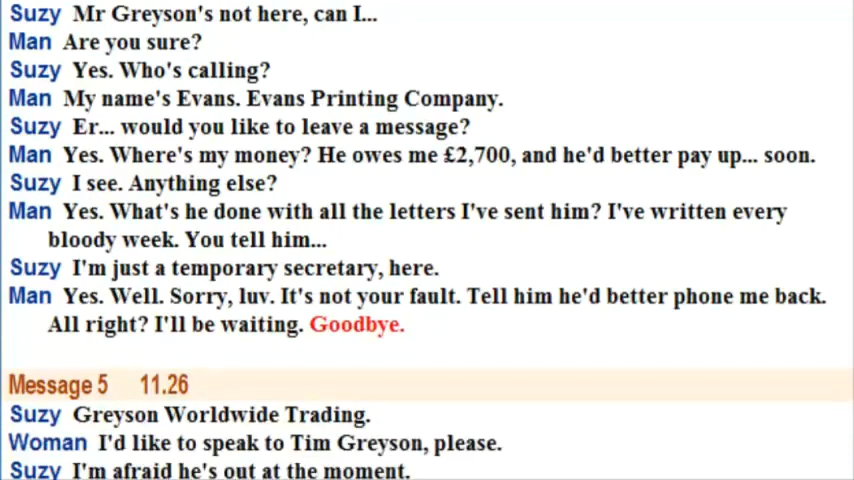 Suzy Mr Greyson's not here, can I...
Man Are you sure?
Suzy Yes. Who's calling?
Man My name's Evans. Evans Printing Company.
Suzy Er... would you like to leave a message?
Man Yes. Where's my money? He owes me £2,700, and he'd better pay up... soon.
Suzy I see. Anything else?
Man Yes. What's he done with all the letters I've sent him? I've written every
bloody week. You tell him...
Suzy I'm just a temporary secretary, here.
Man Yes. Well. Sorry, luv. It's not your fault. Tell him he'd better phone me back.
All right? I'll be waiting. Goodbye.
Message 5 11.26
Suzy Greyson Worldwide Trading.
Woman I'd like to speak to Tim Greyson, please.
Suzy I'm afraid he's out at the moment.